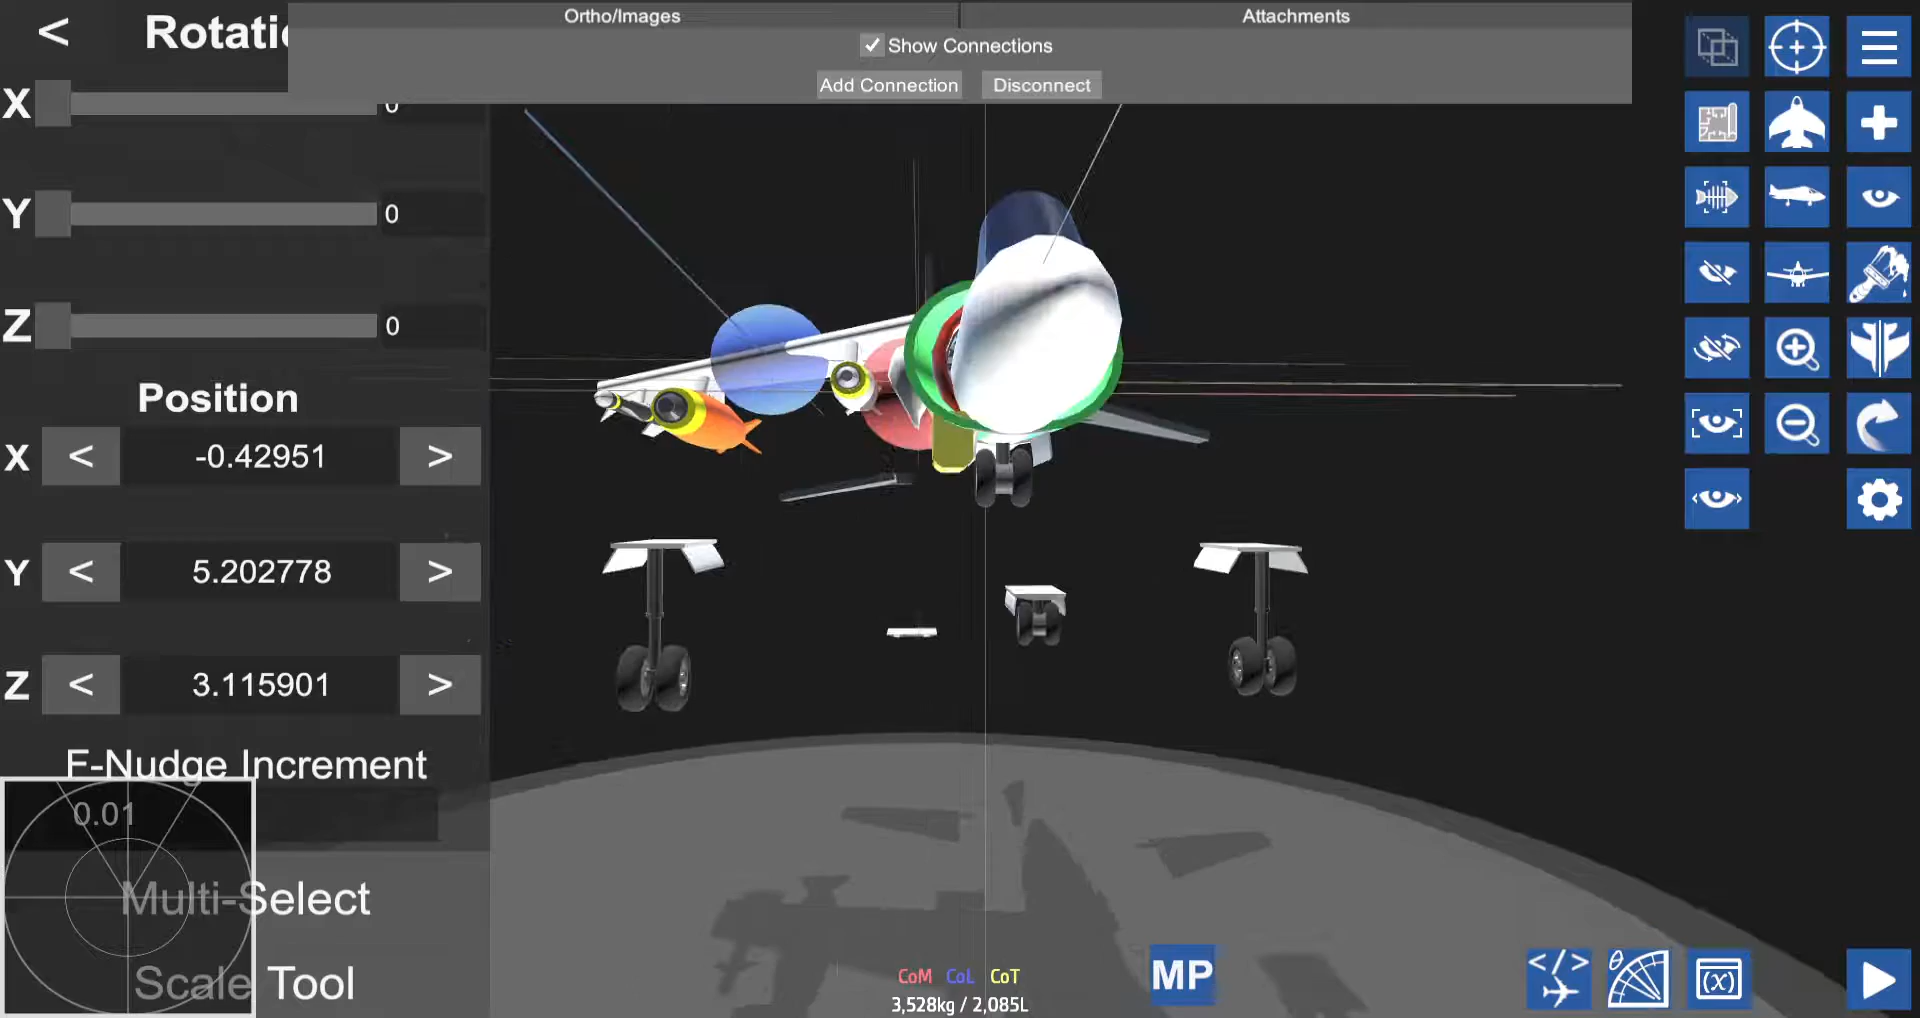 Ortho/Images
Attachments
< Rotati
Show Connections
Add Connection
Disconnect
X
0
Y
0
Z
0
Position
X < -0.42951 >
Y < 5.202778 >
Z < 3.115901 >
F-Nudge Increment
0.01
Multi-Select
Scale Tool
CoM CoL CoT
3,528kg / 2,085L
MP
</>
θ
(x)